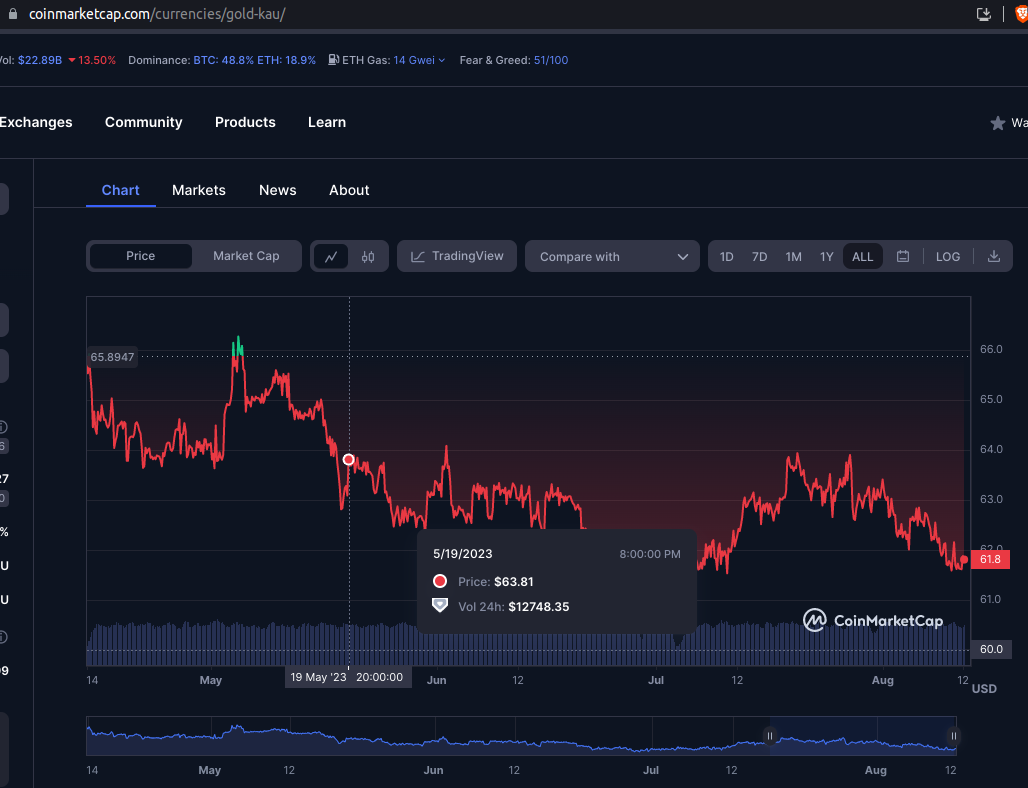 coinmarketcap.com/currencies/gold-kau/
Vol: $22.89B 13.50% Dominance: BTC: 48.8% ETH: 18.9% ETH Gas: 14 Gwei Fear & Greed: 51/100
Exchanges Community Products Learn
Chart Markets News About
Price Market Cap TradingView Compare with 1D 7D 1M 1Y ALL LOG
65.8947
66.0
65.0
64.0
63.0
62.0
61.8
61.0
60.0
5/19/2023 8:00:00 PM
Price: $63.81
Vol 24h: $12748.35
CoinMarketCap
14 May 19 May '23 20:00:00 Jun 12 Jul 12 Aug 12
USD
14 May 12 Jun 12 Jul 12 Aug 12